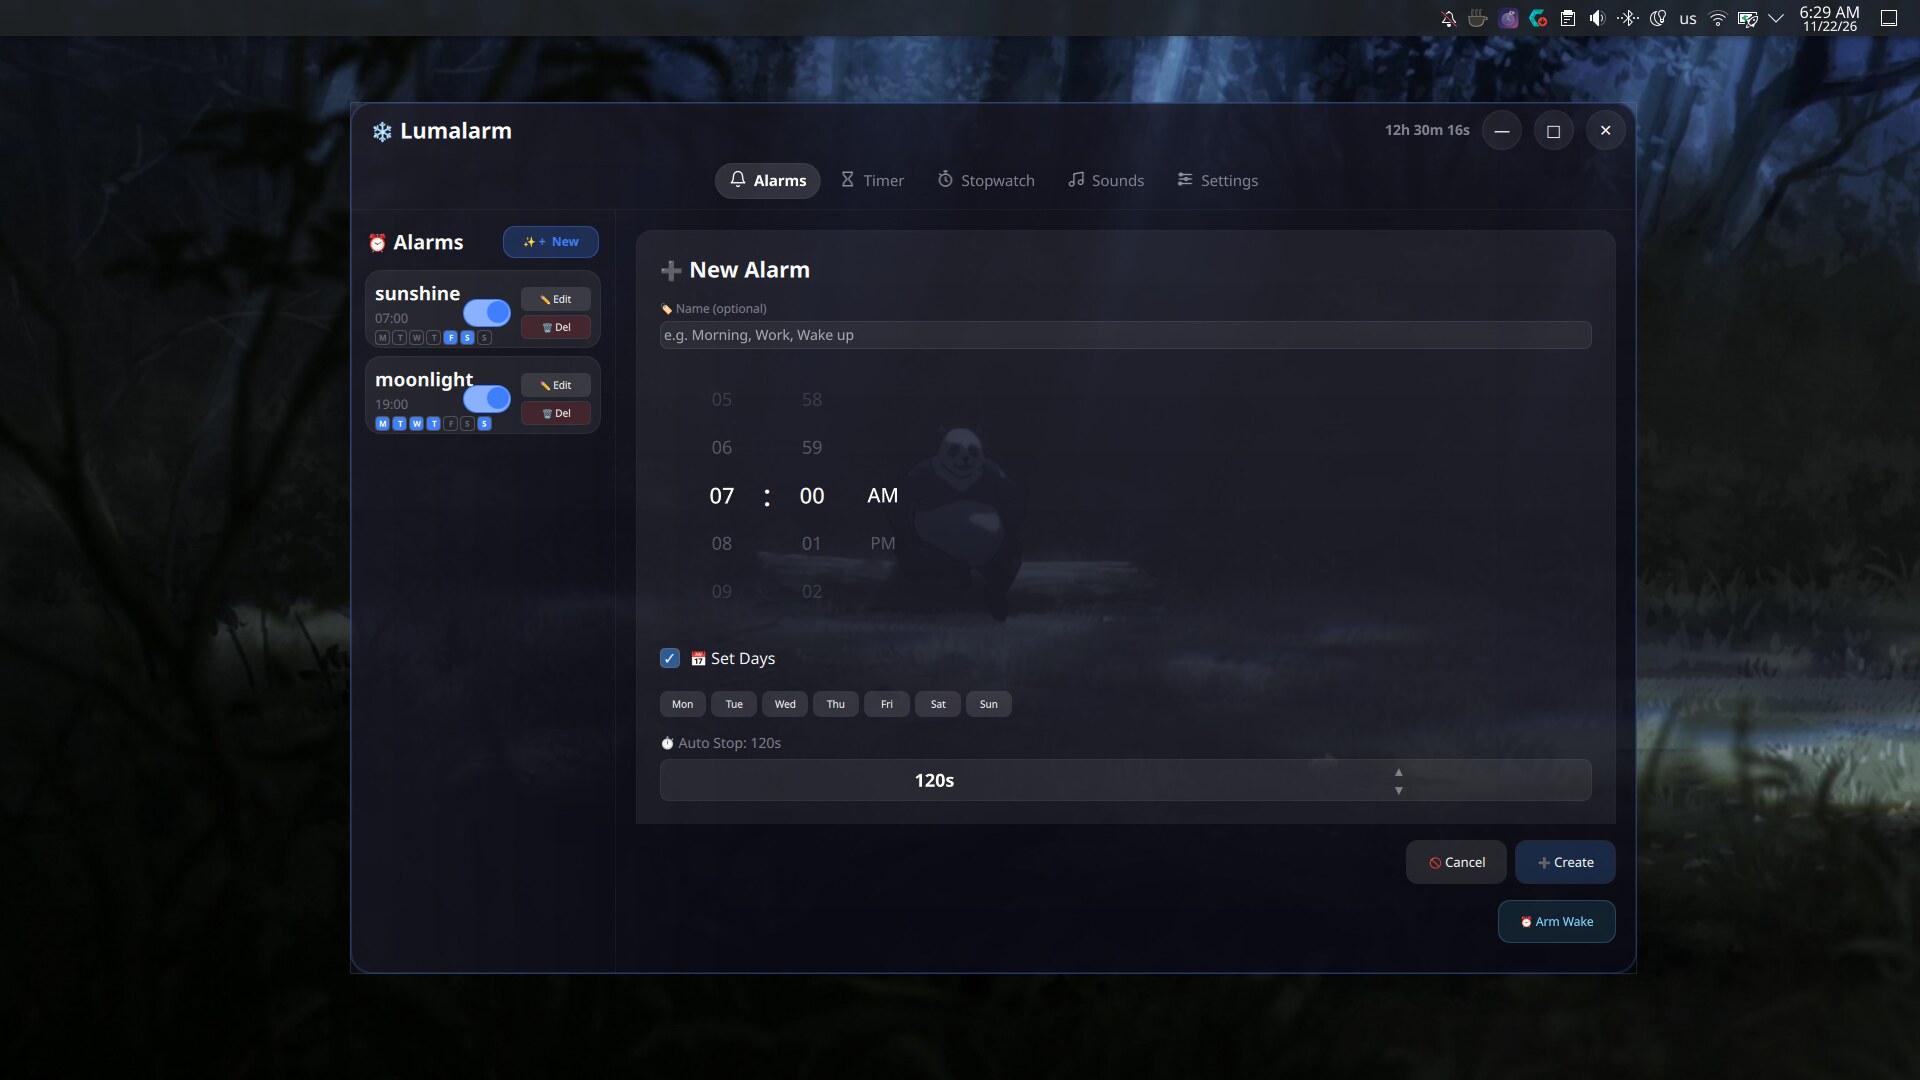 us
6:29 AM
11/22/26
Lumalarm
12h 30m 16s
Alarms
Timer
Stopwatch
Sounds
Settings
Alarms
+ New
sunshine
07:00
M T W T F S S
Edit
Del
moonlight
19:00
M T W T F S S
Edit
Del
New Alarm
Name (optional)
e.g. Morning, Work, Wake up
05 58
06 59
07 : 00 AM
08 01 PM
09 02
Set Days
Mon Tue Wed Thu Fri Sat Sun
Auto Stop: 120s
120s
Cancel
Create
Arm Wake